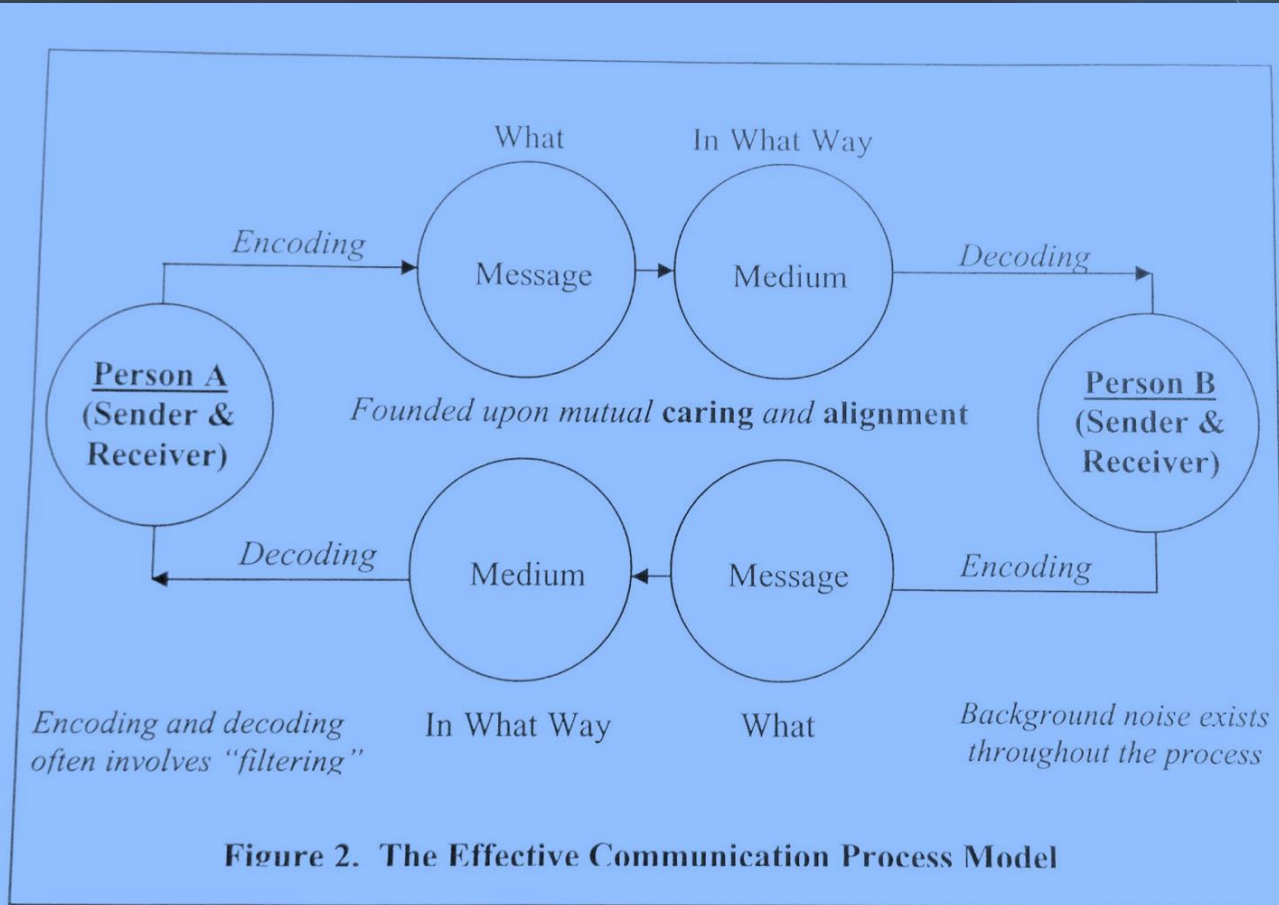 What
In What Way
Encoding
Message
Medium
Decoding
Person A
(Sender &
Receiver)
Founded upon mutual caring and alignment
Person B
(Sender &
Receiver)
Decoding
Medium
Message
Encoding
Encoding and decoding
often involves “filtering”
In What Way
What
Background noise exists
throughout the process
Figure 2. The Effective Communication Process Model